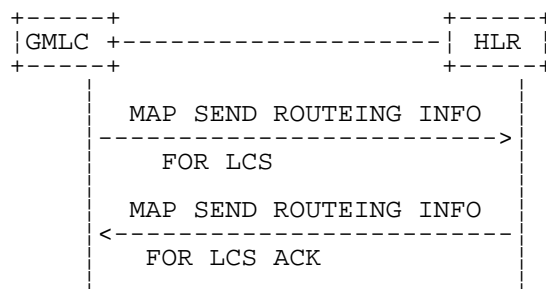 GMLC HLR
MAP SEND ROUTEING INFO
FOR LCS
MAP SEND ROUTEING INFO
FOR LCS ACK